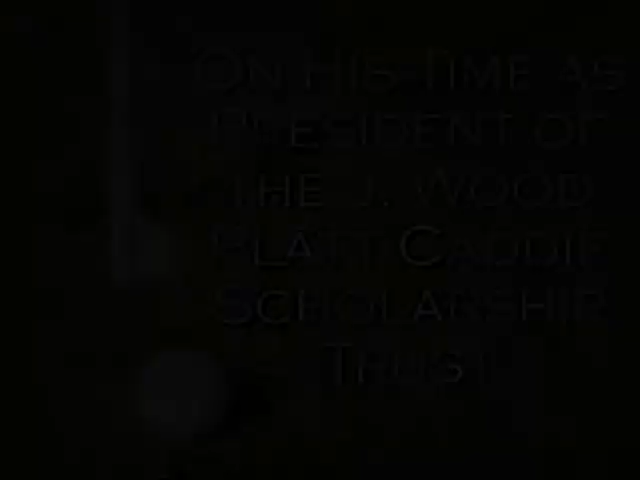 ON HIS TIME AS
PRESIDENT OF
THE J. WOOD
PLATT CADDIE
SCHOLARSHIP
TRUST